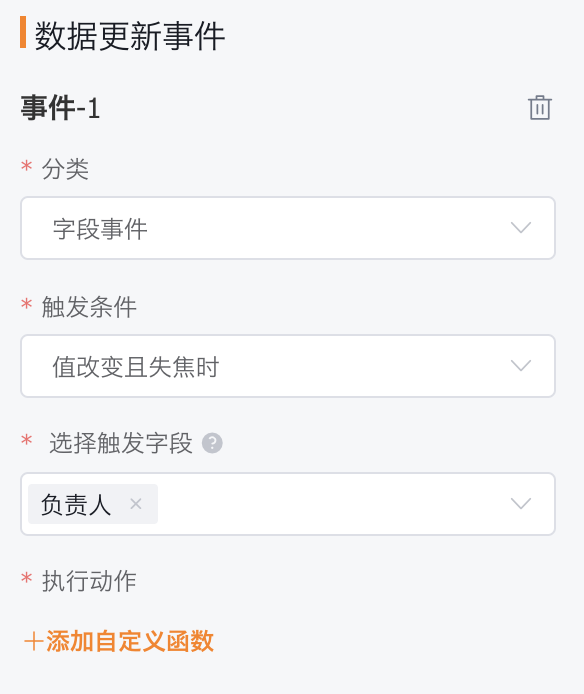 数据更新事件
事件-1
* 分类
字段事件
* 触发条件
值改变且失焦时
* 选择触发字段 ?
负责人 ×
* 执行动作
+添加自定义函数